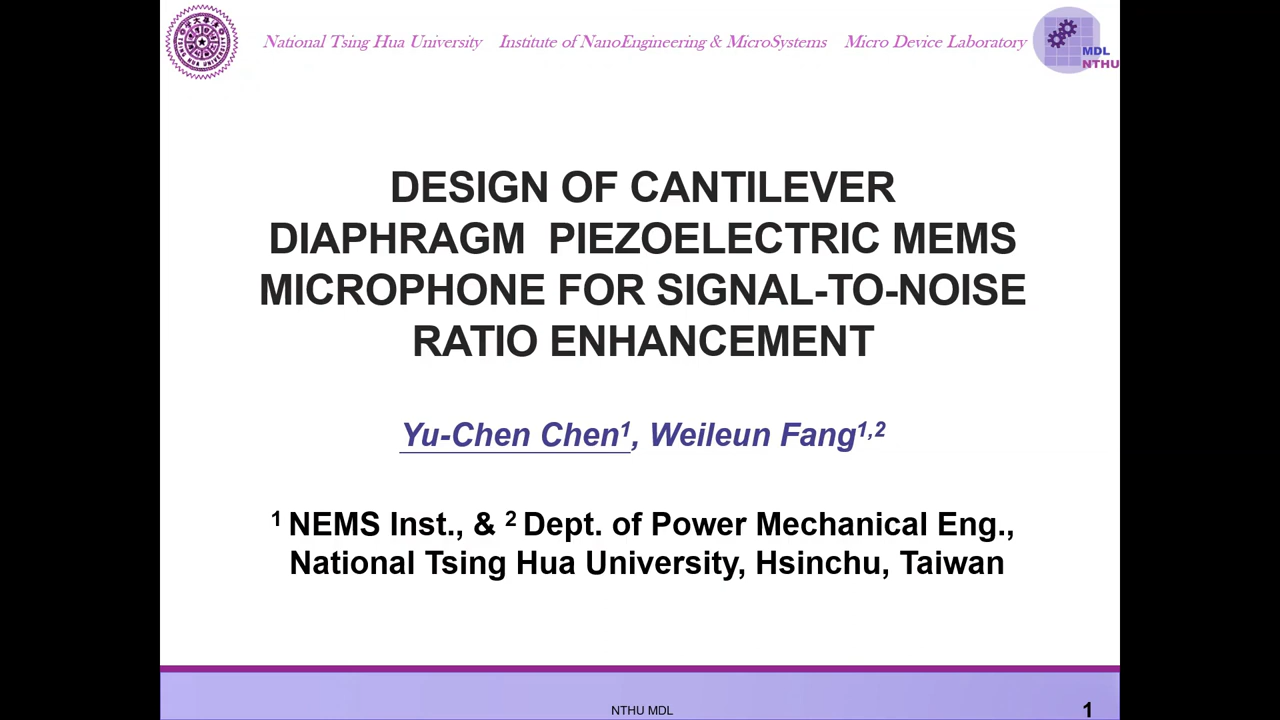 National Tsing Hua University Institute of NanoEngineering & MicroSystems Micro Device Laboratory
MDL
NTHU
DESIGN OF CANTILEVER
DIAPHRAGM PIEZOELECTRIC MEMS
MICROPHONE FOR SIGNAL-TO-NOISE
RATIO ENHANCEMENT
Yu-Chen Chen¹, Weileun Fang¹,²
¹ NEMS Inst., & ² Dept. of Power Mechanical Eng.,
National Tsing Hua University, Hsinchu, Taiwan
NTHU MDL
1